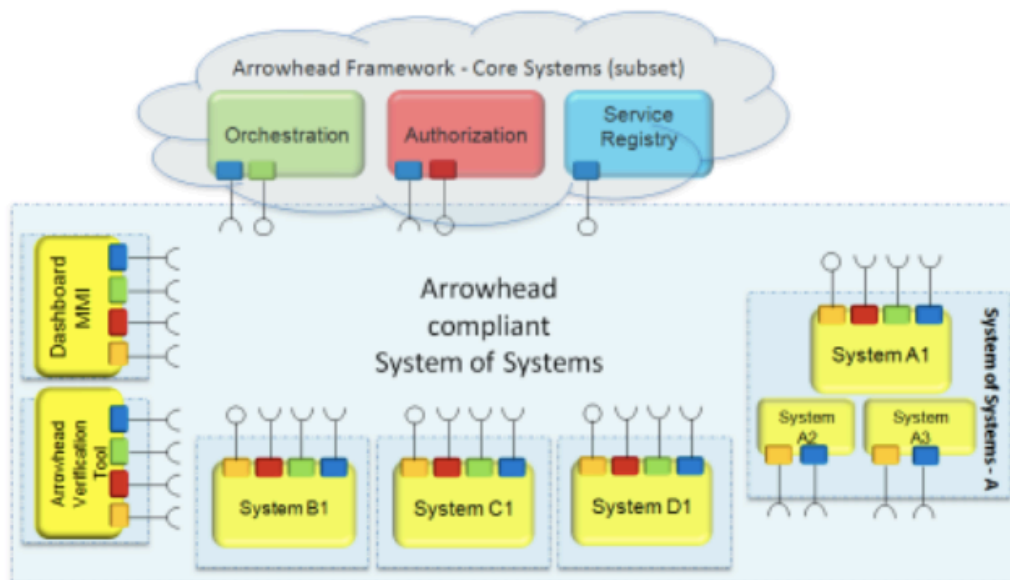 Arrowhead Framework - Core Systems (subset)
Orchestration
Authorization
Service
Registry
Dashboard
MMI
Arrowhead
compliant
System of Systems
System A1
System
A2
System
A3
System of Systems - A
Arrowhead
Verification
Tool
System B1
System C1
System D1